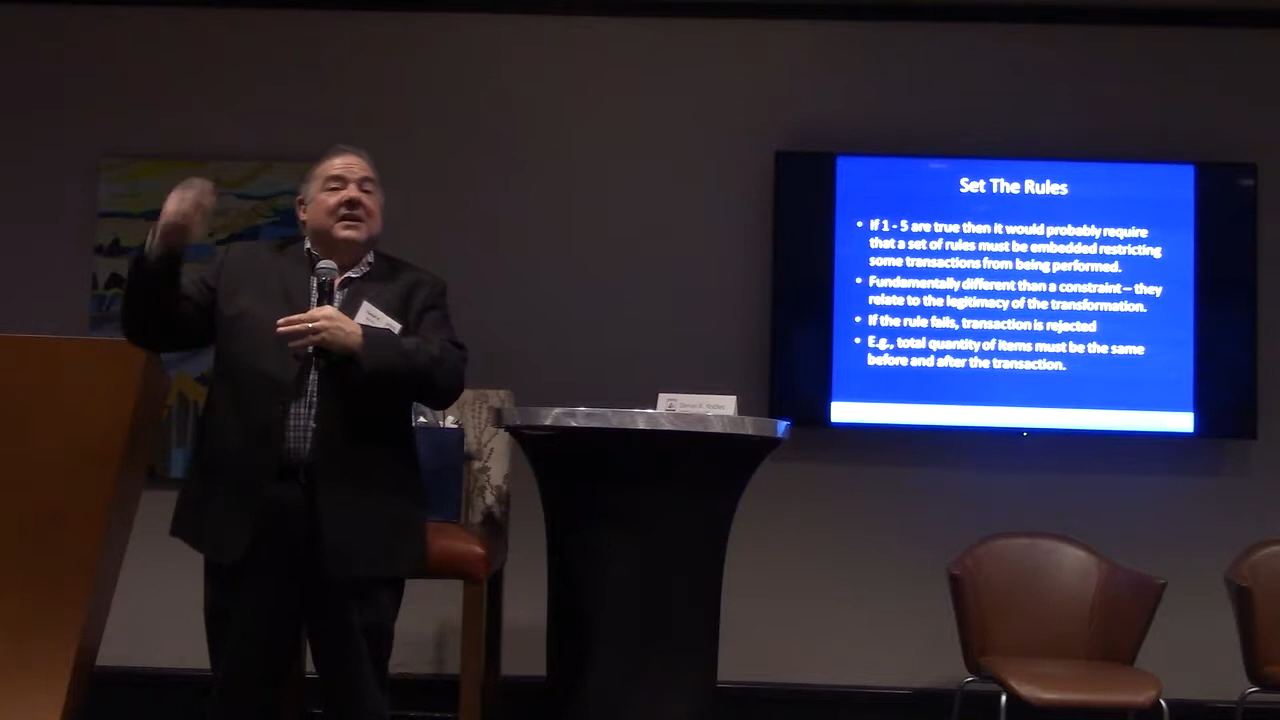 Set The Rules
• If 1 - 5 are true then it would probably require
that a set of rules must be embedded restricting
some transactions from being performed.
• Fundamentally different than a constraint – they
relate to the legitimacy of the transformation.
• If the rule fails, transaction is rejected
• E.g., total quantity of items must be the same
before and after the transaction.